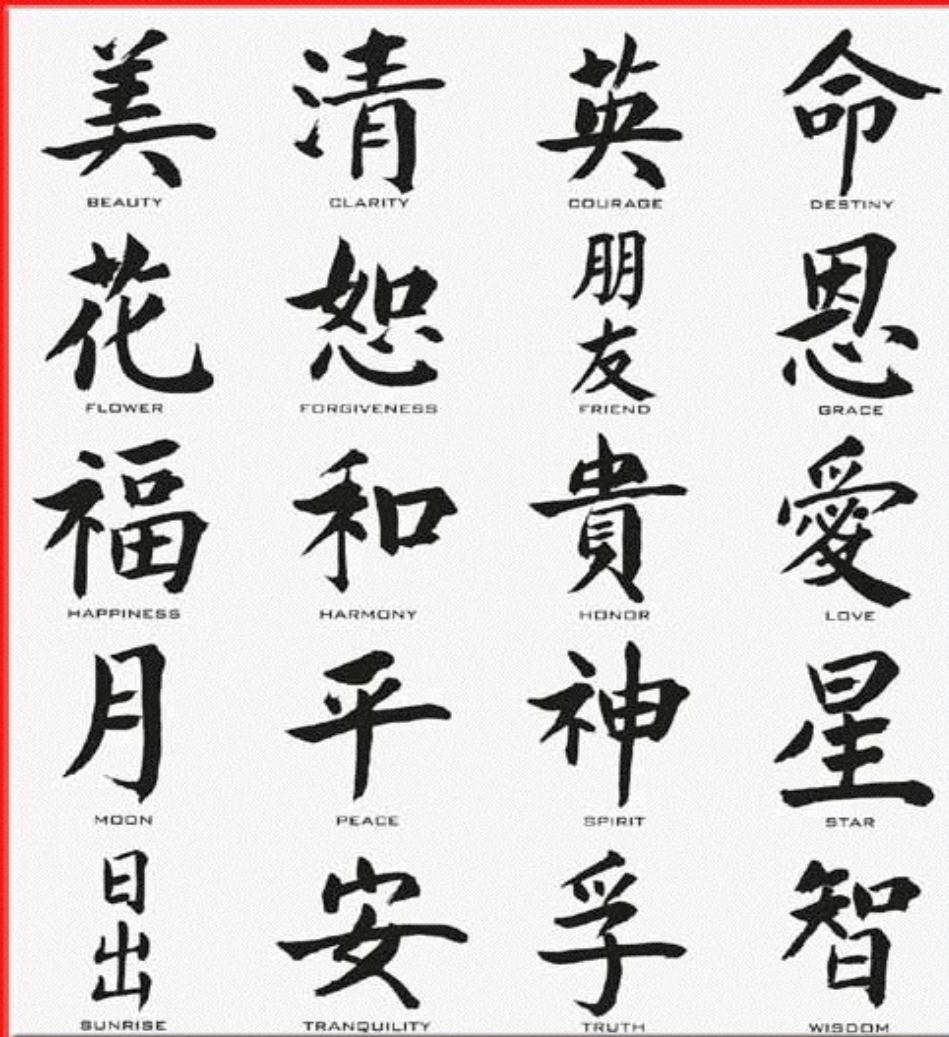 美 清 英 命
BEAUTY CLARITY COURAGE DESTINY
花 恕 朋友 恩
FLOWER FORGIVENESS FRIEND GRACE
福 和 貴 愛
HAPPINESS HARMONY HONOR LOVE
月 平 神 星
MOON PEACE SPIRIT STAR
日出 安 孚 智
SUNRISE TRANQUILITY TRUTH WISDOM